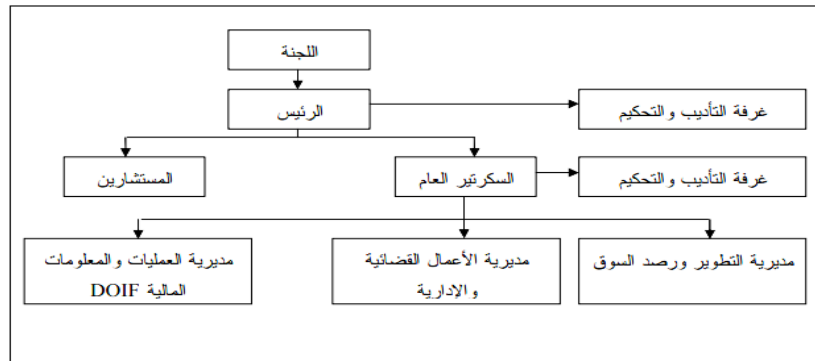 اللجنة
الرئيس
غرفة التأديب والتحكيم
السكرتير العام
المستشارين
غرفة التأديب والتحكيم
مديرية التطوير ورصد السوق
مديرية الأعمال القضائية
والإدارية
مديرية العمليات والمعلومات
المالية DOIF